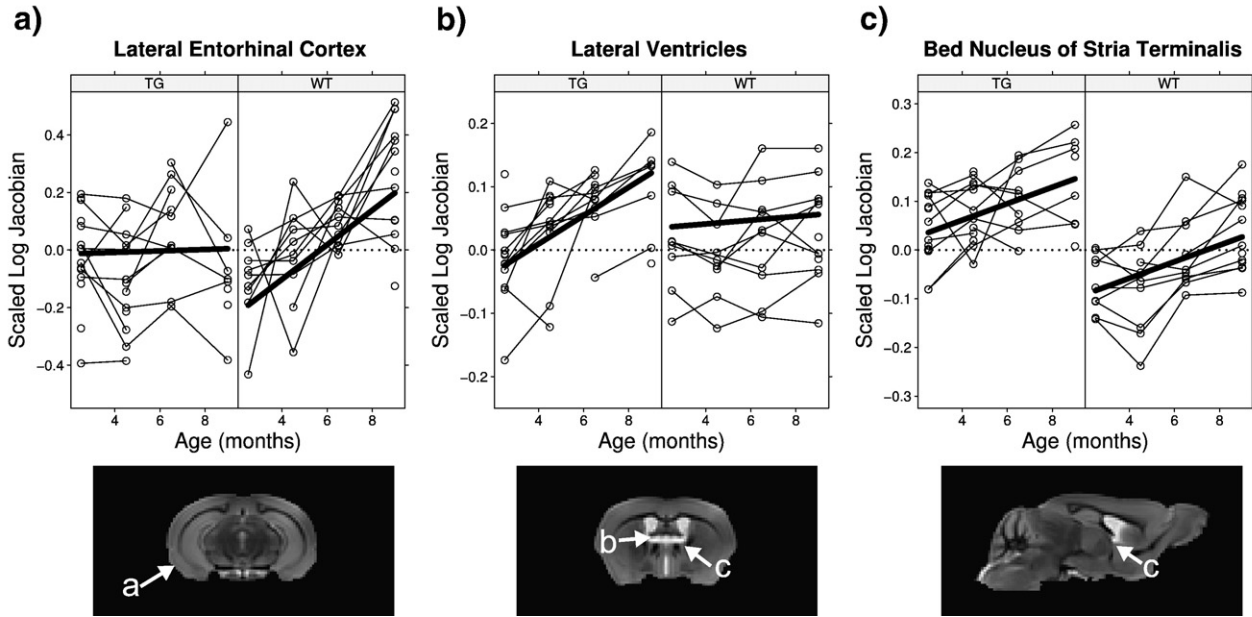 a)
Lateral Entorhinal Cortex
TG
WT
Scaled Log Jacobian
0.4
0.2
0.0
−0.2
−0.4
4
6
8
4
6
8
Age (months)
b)
Lateral Ventricles
TG
WT
Scaled Log Jacobian
0.2
0.1
0.0
−0.1
−0.2
4
6
8
4
6
8
Age (months)
c)
Bed Nucleus of Stria Terminalis
TG
WT
Scaled Log Jacobian
0.3
0.2
0.1
0.0
−0.1
−0.2
−0.3
4
6
8
4
6
8
Age (months)
a
b
c
c